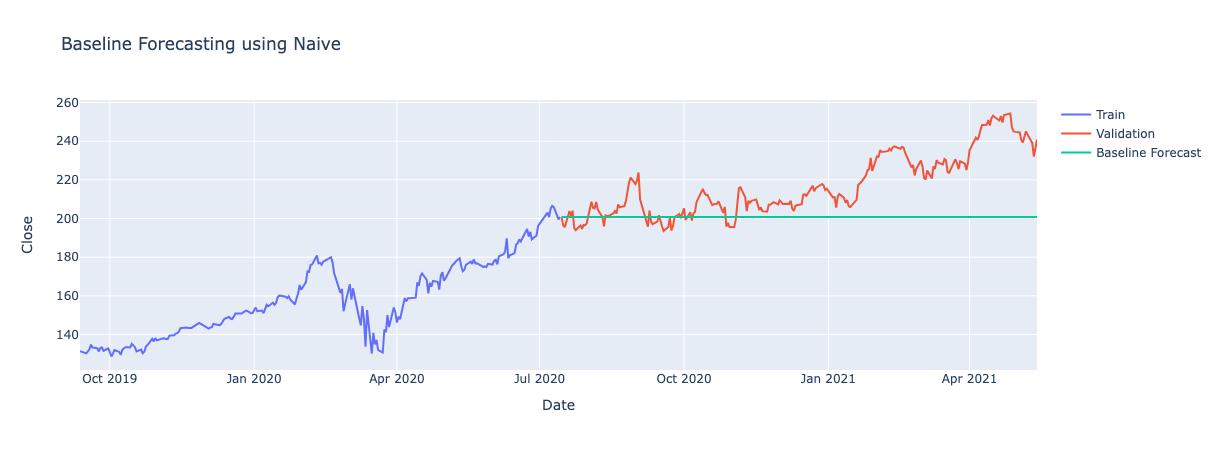 Baseline Forecasting using Naive
260
240
220
200
180
160
140
Close
Oct 2019 Jan 2020 Apr 2020 Jul 2020 Oct 2020 Jan 2021 Apr 2021
Date
Train
Validation
Baseline Forecast